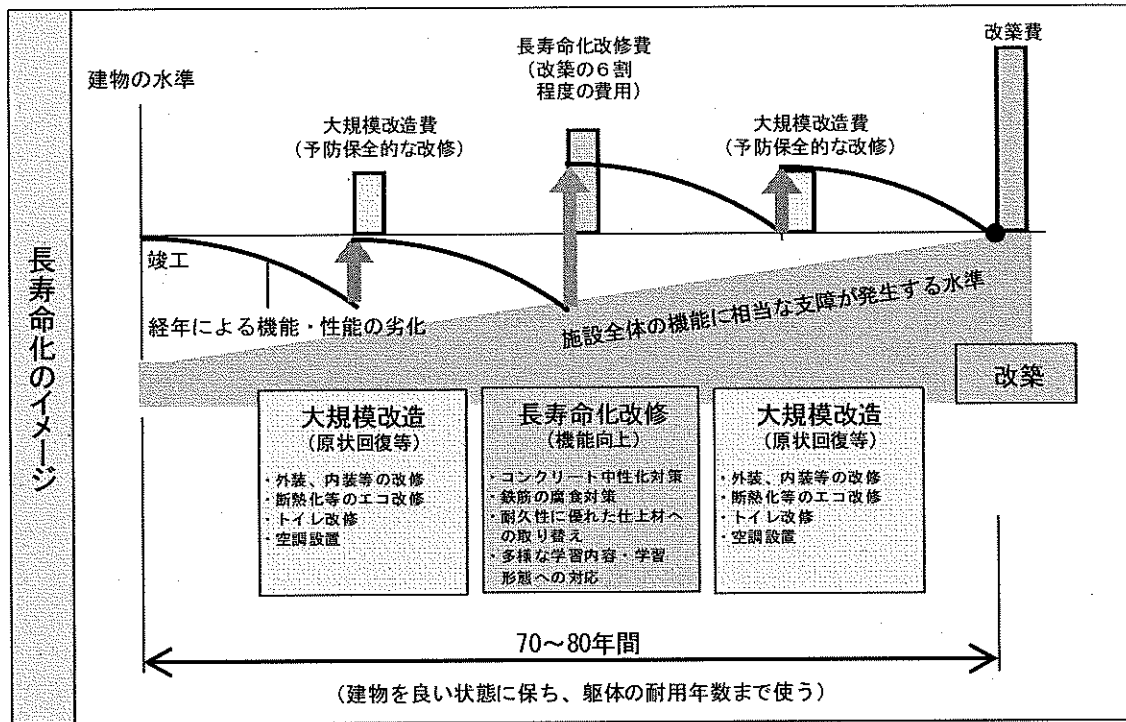 長寿命化のイメージ
建物の水準
長寿命化改修費
(改築の6割
程度の費用)
改築費
大規模改造費
(予防保全的な改修)
大規模改造費
(予防保全的な改修)
竣工
経年による機能・性能の劣化
施設全体の機能に相当な支障が発生する水準
改築
大規模改造
(原状回復等)
・外装、内装等の改修
・断熱化等のエコ改修
・トイレ改修
・空調設置
長寿命化改修
(機能向上)
・コンクリート中性化対策
・鉄筋の腐食対策
・耐久性に優れた仕上材へ
の取り替え
・多様な学習内容・学習
形態への対応
大規模改造
(原状回復等)
・外装、内装等の改修
・断熱化等のエコ改修
・トイレ改修
・空調設置
70～80年間
(建物を良い状態に保ち、躯体の耐用年数まで使う)